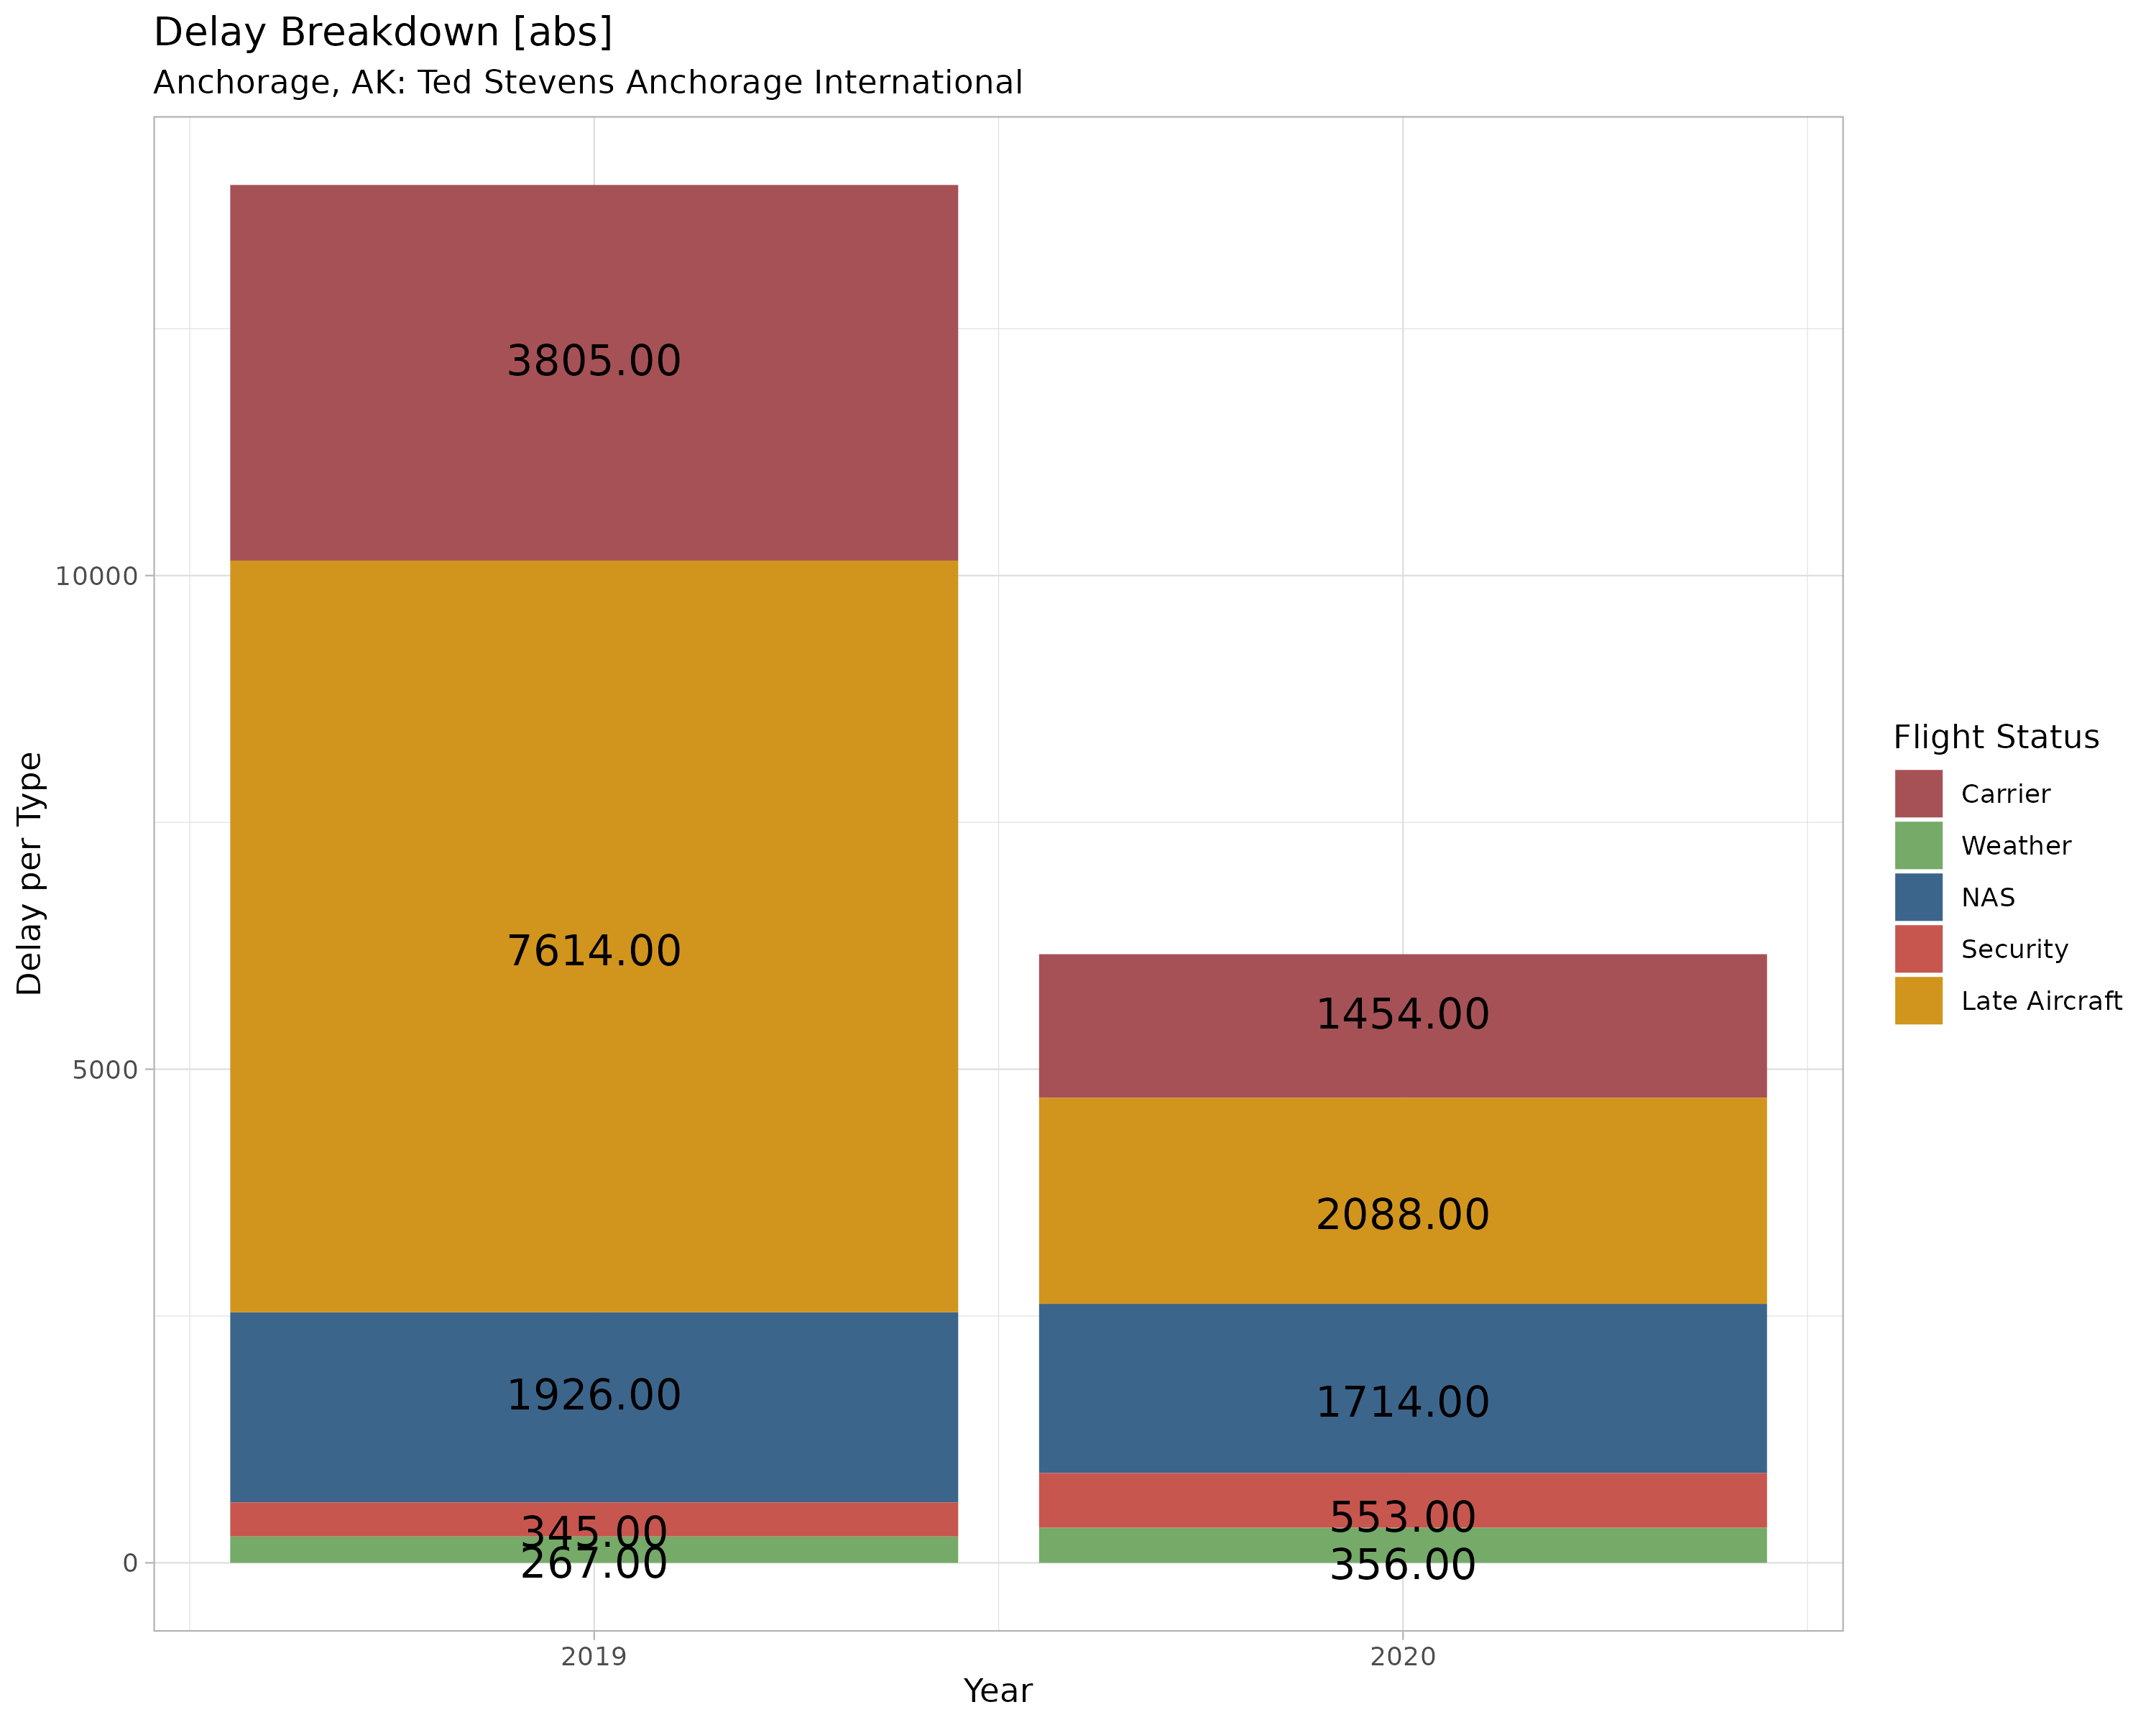 Delay Breakdown [abs]
Anchorage, AK: Ted Stevens Anchorage International
Delay per Type
10000
5000
0
3805.00
7614.00
1926.00
345.00
267.00
1454.00
2088.00
1714.00
553.00
356.00
2019
2020
Year
Flight Status
Carrier
Weather
NAS
Security
Late Aircraft